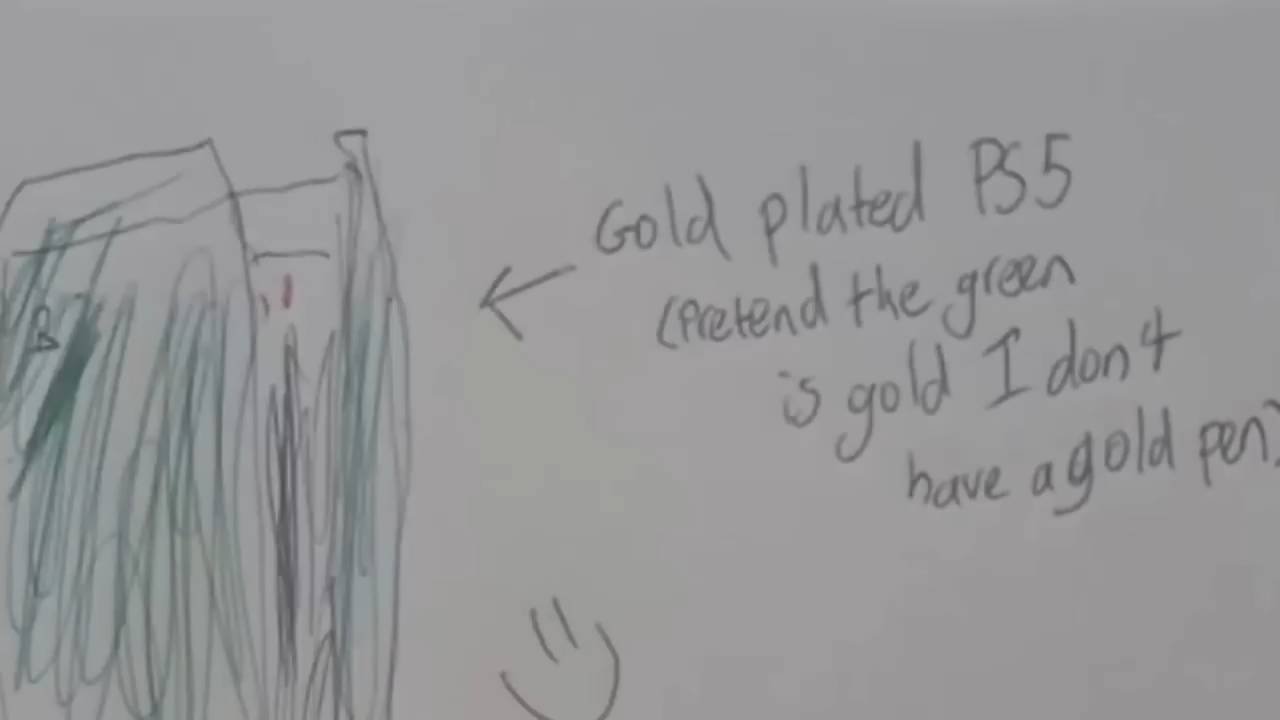 Gold plated PS5
(Pretend the green
is gold I don't
have a gold pen)
B